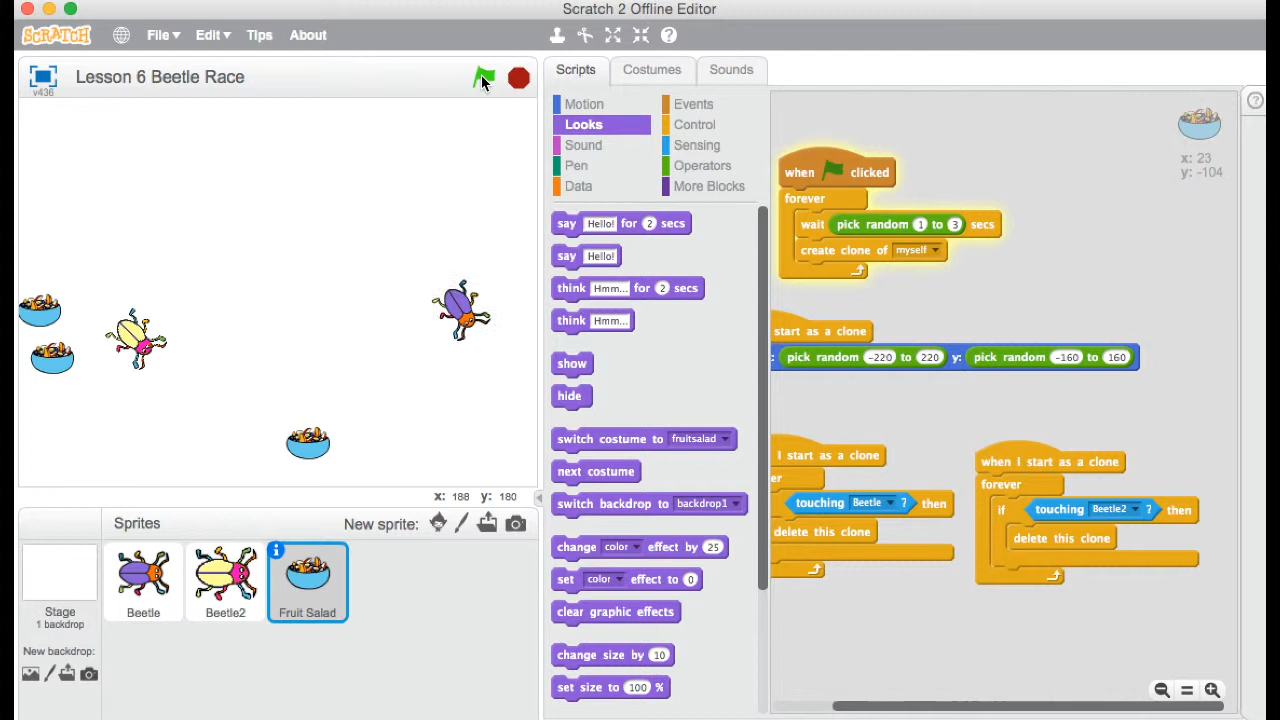 Scratch 2 Offline Editor
SCRATCH File Edit Tips About
v436
Lesson 6 Beetle Race
Scripts Costumes Sounds
Motion Events
Looks Control
Sound Sensing
Pen Operators
Data More Blocks
say Hello! for 2 secs
say Hello!
think Hmm... for 2 secs
think Hmm...
show
hide
switch costume to fruitsalad
next costume
switch backdrop to backdrop1
change color effect by 25
set color effect to 0
clear graphic effects
change size by 10
set size to 100 %
x: 23
y: -104
when clicked
forever
wait pick random 1 to 3 secs
create clone of myself
start as a clone
: pick random -220 to 220 y: pick random -160 to 160
I start as a clone
er
touching Beetle ? then
delete this clone
when I start as a clone
forever
if touching Beetle2 ? then
delete this clone
x: 188 y: 180
Sprites New sprite:
Stage
1 backdrop
New backdrop:
Beetle
Beetle2
Fruit Salad